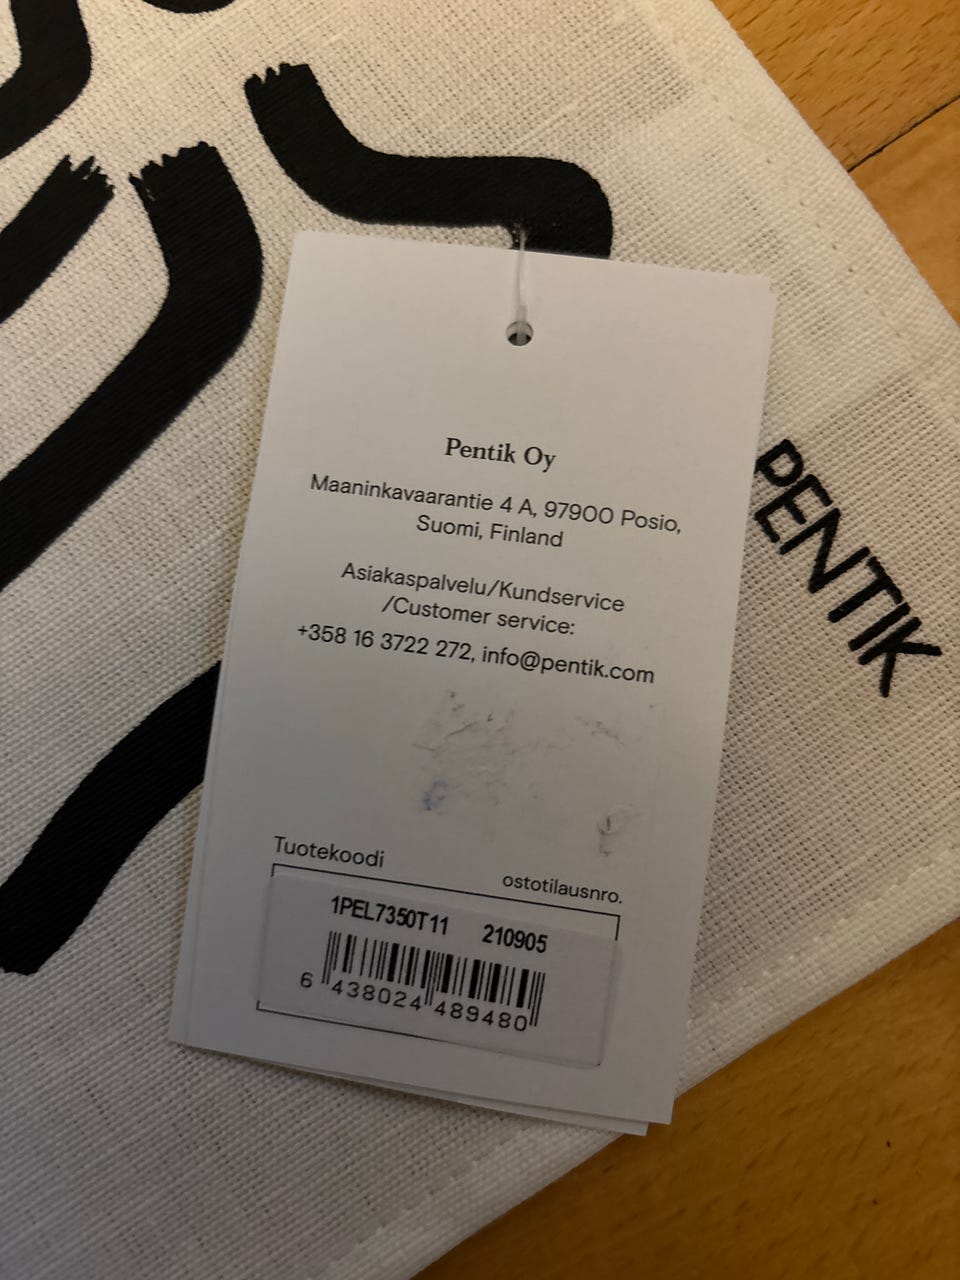 Pentik Oy
Maaninkavaarantie 4 A, 97900 Posio,
Suomi, Finland
Asiakaspalvelu/Kundservice
/Customer service:
+358 16 3722 272, info@pentik.com
PENTIK
Tuotekoodi
ostotilausnro.
1PEL7350T11 210905
6 438024 489480